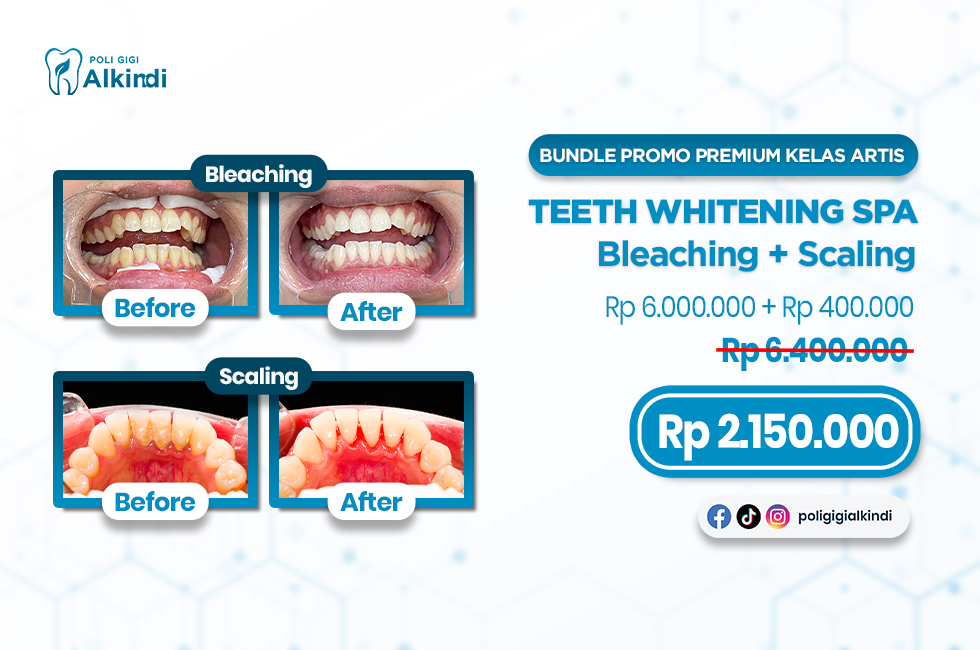 POLI GIGI
Alkindi
Bleaching
Before
After
Scaling
Before
After
BUNDLE PROMO PREMIUM KELAS ARTIS
TEETH WHITENING SPA
Bleaching + Scaling
Rp 6.000.000 + Rp 400.000
Rp 6.400.000
Rp 2.150.000
poligigialkindi